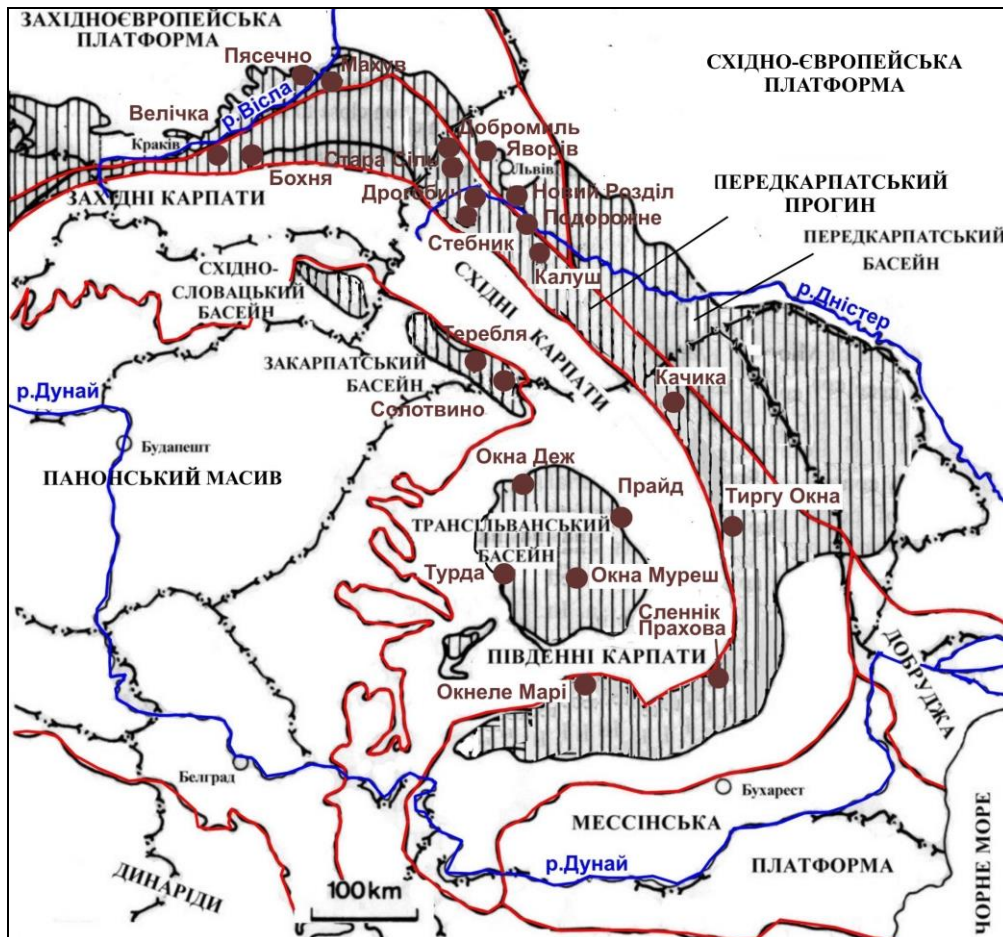 ЗАХІДНОЄВРОПЕЙСЬКА
ПЛАТФОРМА
Пясечно
Махув
СХІДНО-ЄВРОПЕЙСЬКА
ПЛАТФОРМА
Велічка
р.Вісла
Краків
Бохня
Добромиль
Яворів
Стара Сіль
Львів
ЗАХІДНІ КАРПАТИ
Дрогобич
Новий Розділ
Подорожне
Стебник
Калуш
ПЕРЕДКАРПАТСЬКИЙ
ПРОГИН
ПЕРЕДКАРПАТСЬКИЙ
БАСЕЙН
СХІДНО-
СЛОВАЦЬКИЙ
БАСЕЙН
СХІДНІ КАРПАТИ
р.Дністер
Теребля
ЗАКАРПАТСЬКИЙ
БАСЕЙН
Солотвино
Качика
р.Дунай
Будапешт
ПАНОНСЬКИЙ МАСИВ
Окна Деж
Прайд
ТРАНСІЛЬВАНСЬКИЙ
БАСЕЙН
Тиргу Окна
Турда
Окна Муреш
Сленнік
Прахова
ПІВДЕННІ КАРПАТИ
Окнеле Марі
ДОБРУДЖА
Белград
Бухарест
МЕССІНСЬКА
ПЛАТФОРМА
р.Дунай
ДИНАРІДИ
100km
ЧОРНЕ МОРЕ